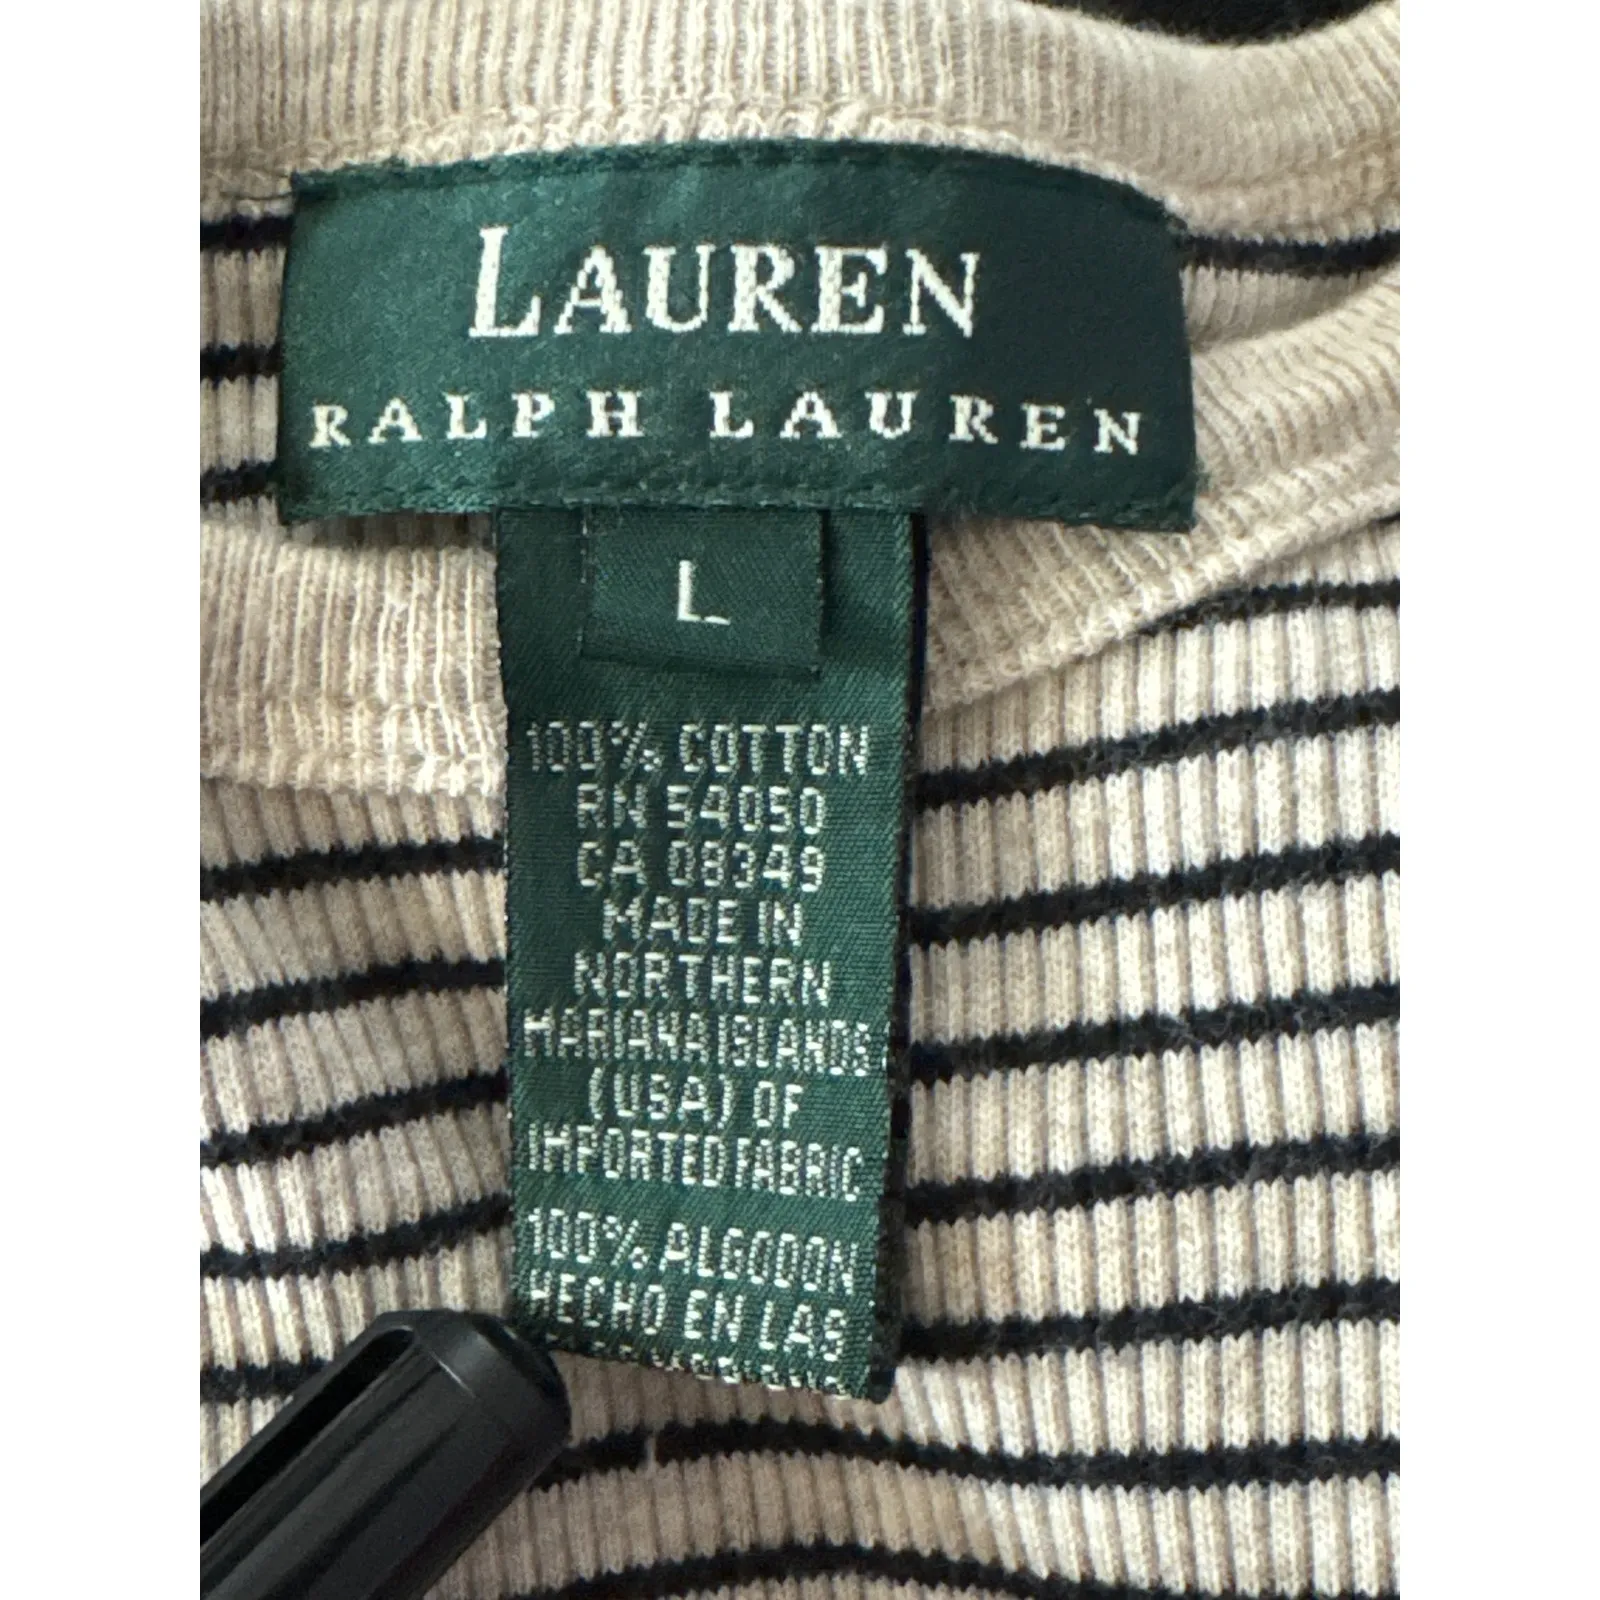 LAUREN
RALPH LAUREN
L
100% COTTON
RN 54050
CA 08349
MADE IN
NORTHERN
MARIANA ISLANDS
(USA) OF
IMPORTED FABRIC
100% ALGODON
HECHO EN LAS